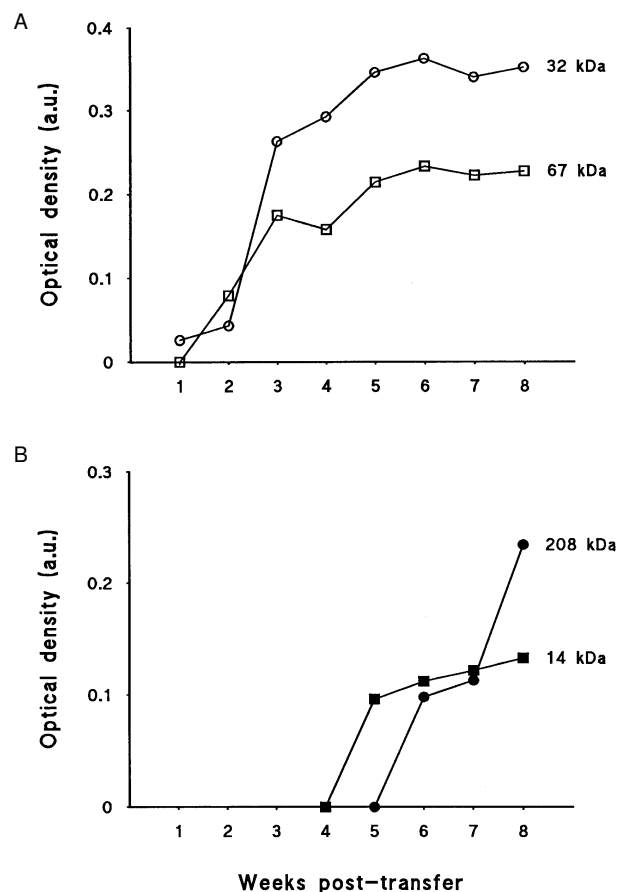 A
Optical density (a.u.)
0.4
0.3
0.2
0.1
0
32 kDa
67 kDa
1 2 3 4 5 6 7 8
B
Optical density (a.u.)
0.3
0.2
0.1
0
208 kDa
14 kDa
1 2 3 4 5 6 7 8
Weeks post-transfer